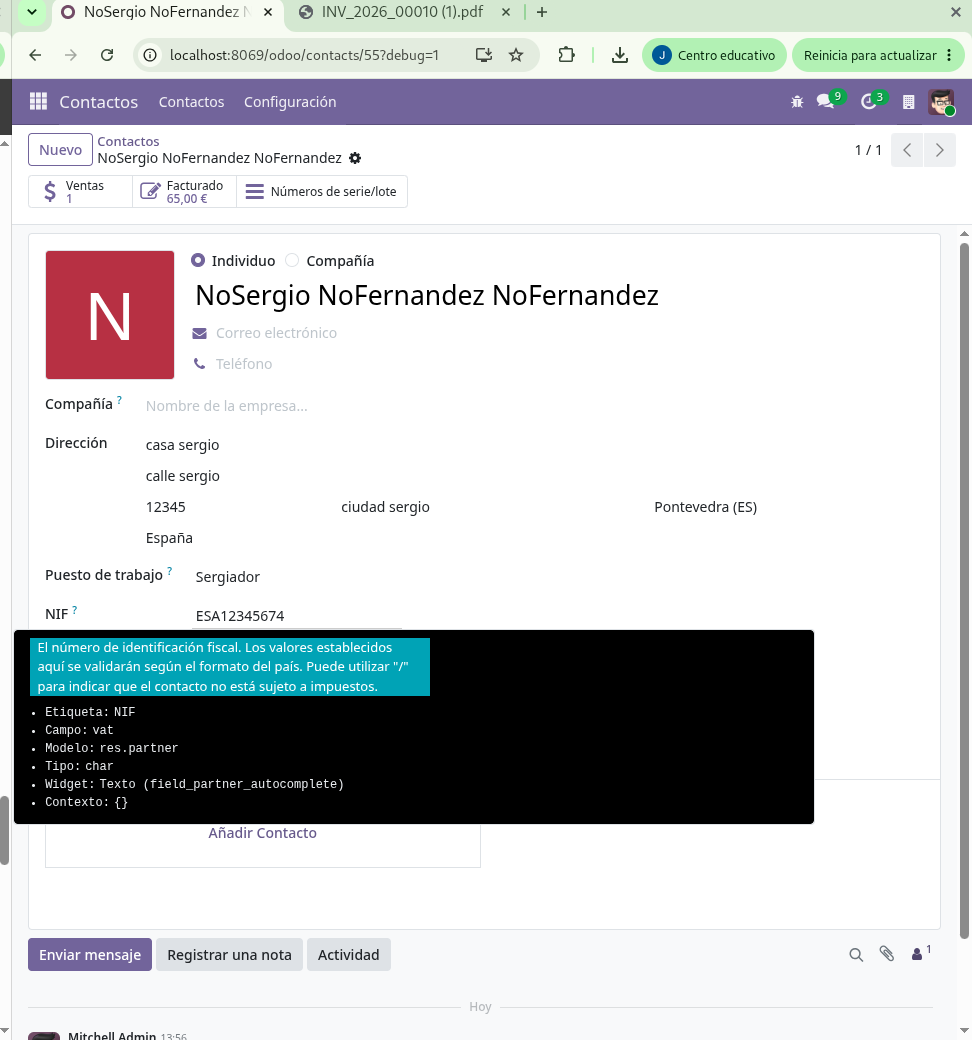 NoSergio NoFernandez N
INV_2026_00010 (1).pdf
localhost:8069/odoo/contacts/55?debug=1
J
Centro educativo
Reinicia para actualizar
Contactos
Contactos
Configuración
9
3
Nuevo
Contactos
NoSergio NoFernandez NoFernandez
1 / 1
Ventas
1
Facturado
65,00 €
Números de serie/lote
N
Individuo
Compañía
NoSergio NoFernandez NoFernandez
Correo electrónico
Teléfono
Compañía ?
Nombre de la empresa...
Dirección
casa sergio
calle sergio
12345
ciudad sergio
Pontevedra (ES)
España
Puesto de trabajo ?
Sergiador
NIF ?
ESA12345674
El número de identificación fiscal. Los valores establecidos
aquí se validarán según el formato del país. Puede utilizar "/"
para indicar que el contacto no está sujeto a impuestos.
• Etiqueta: NIF
• Campo: vat
• Modelo: res.partner
• Tipo: char
• Widget: Texto (field_partner_autocomplete)
• Contexto: {}
Añadir Contacto
Enviar mensaje
Registrar una nota
Actividad
1
Hoy
Mitchell Admin 13:56